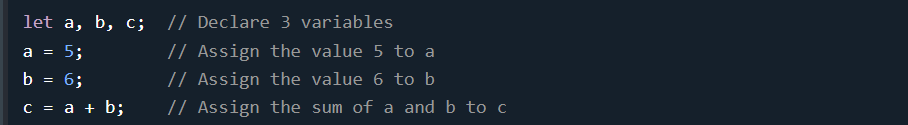 let a, b, c;  // Declare 3 variables
a = 5;        // Assign the value 5 to a
b = 6;        // Assign the value 6 to b
c = a + b;    // Assign the sum of a and b to c